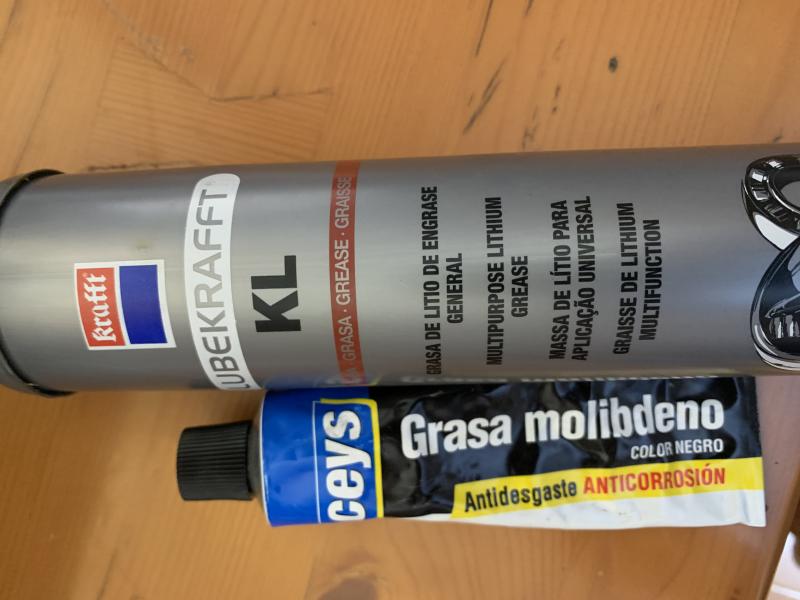 krafft
LUBEKRAFFT
KL
GRASA · GREASE · GRAISSE
GRASA DE LITIO DE ENGRASE
GENERAL
MULTIPURPOSE LITHIUM
GREASE
MASSA DE LÍTIO PARA
APLICAÇÃO UNIVERSAL
GRAISSE DE LITHIUM
MULTIFUNCTION
ceys
Grasa molibdeno
COLOR NEGRO
Antidesgaste ANTICORROSIÓN